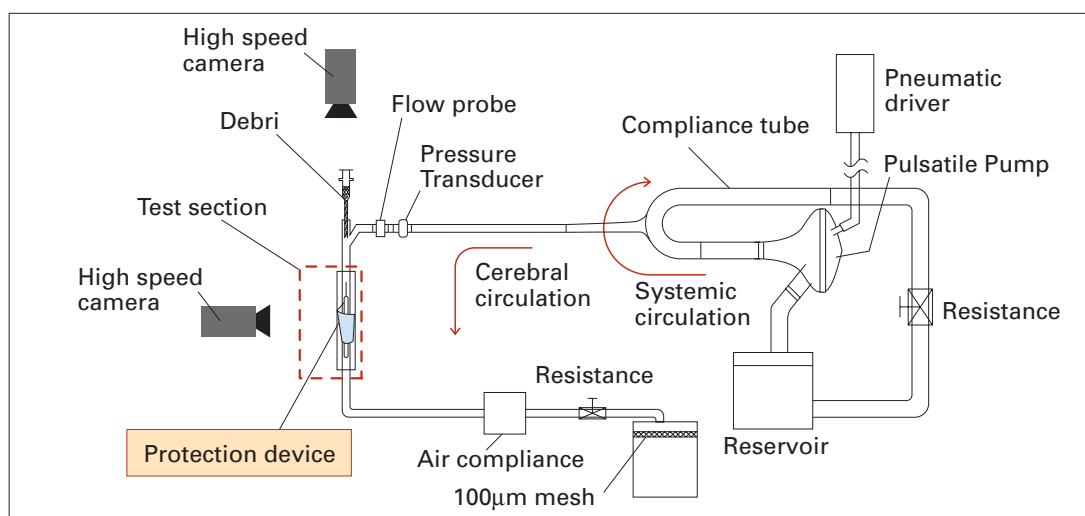 High speed
camera
Pneumatic
driver
Flow probe
Debri
Compliance tube
Pressure
Transducer
Pulsatile Pump
Test section
High speed
camera
Cerebral
circulation
Systemic
circulation
Resistance
Resistance
Protection device
Air compliance
Reservoir
100μm mesh